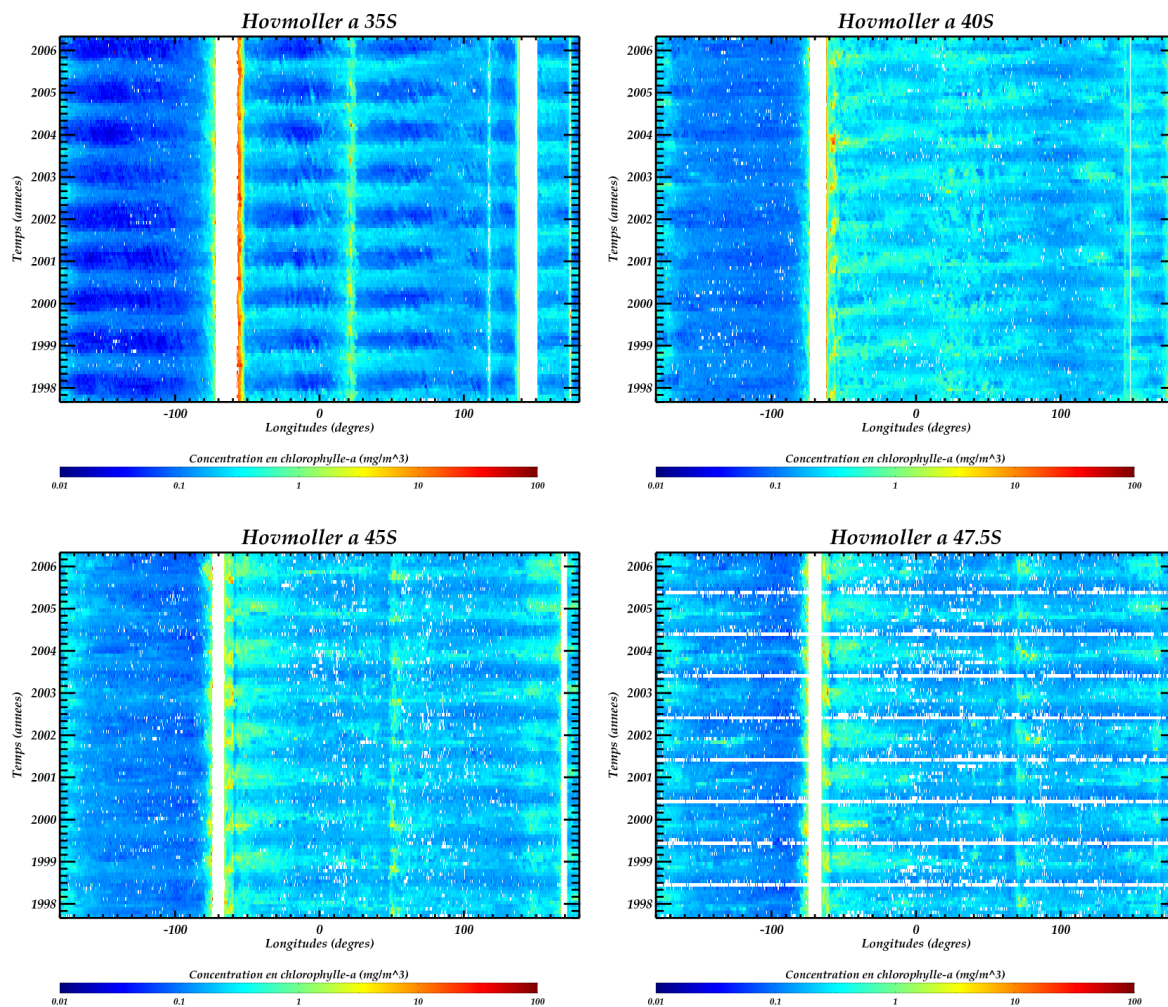 Hovmoller a 35S
Temps (annees)
2006
2005
2004
2003
2002
2001
2000
1999
1998
-100 0 100
Longitudes (degres)
Concentration en chlorophylle-a (mg/m^3)
0.01 0.1 1 10 100
Hovmoller a 40S
Temps (annees)
2006
2005
2004
2003
2002
2001
2000
1999
1998
-100 0 100
Longitudes (degres)
Concentration en chlorophylle-a (mg/m^3)
0.01 0.1 1 10 100
Hovmoller a 45S
Temps (annees)
2006
2005
2004
2003
2002
2001
2000
1999
1998
-100 0 100
Longitudes (degres)
Concentration en chlorophylle-a (mg/m^3)
0.01 0.1 1 10 100
Hovmoller a 47.5S
Temps (annees)
2006
2005
2004
2003
2002
2001
2000
1999
1998
-100 0 100
Longitudes (degres)
Concentration en chlorophylle-a (mg/m^3)
0.01 0.1 1 10 100